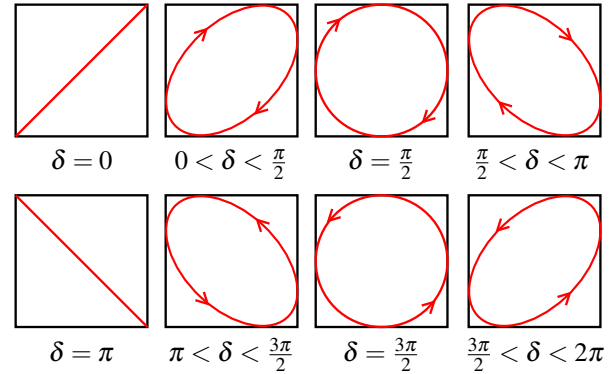 δ = 0
0 < δ < π/2
δ = π/2
π/2 < δ < π
δ = π
π < δ < 3π/2
δ = 3π/2
3π/2 < δ < 2π